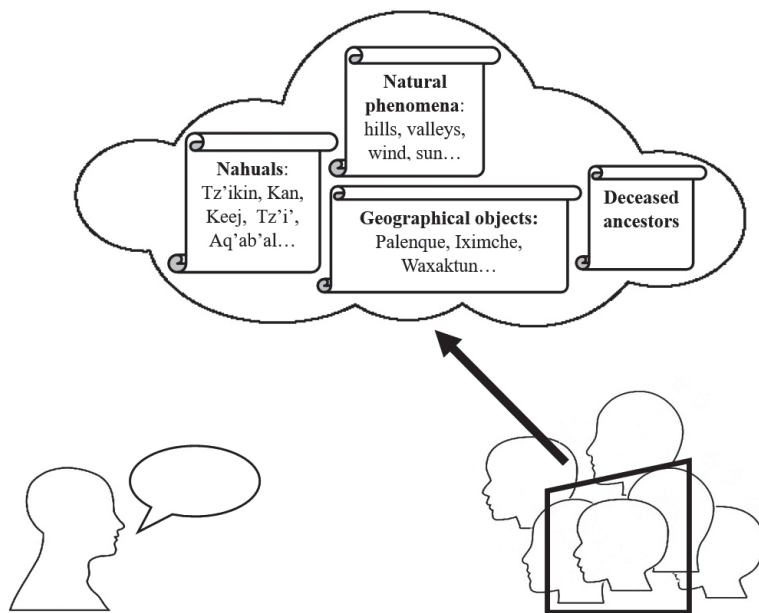 Natural
phenomena:
hills, valleys,
wind, sun…
Nahuals:
Tz’ikin, Kan,
Keej, Tz’i’,
Aq’ab’al…
Geographical objects:
Palenque, Iximche,
Waxaktun…
Deceased
ancestors